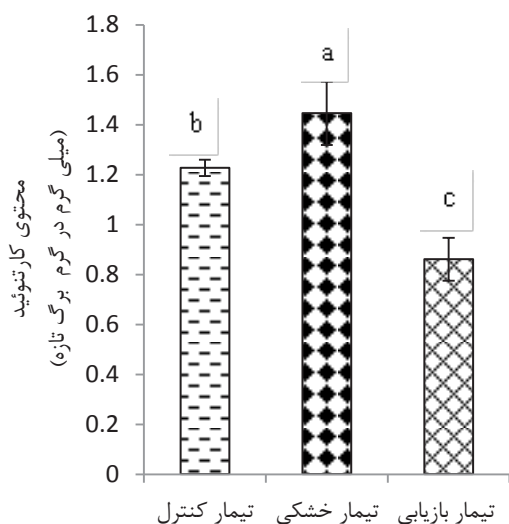 محتوی کارتنوئید
(میلی گرم در گرم برگ تازه)
1.8
1.6
1.4
1.2
1
0.8
0.6
0.4
0.2
0
b
a
c
تیمار کنترل
تیمار خشکی
تیمار بازیابی